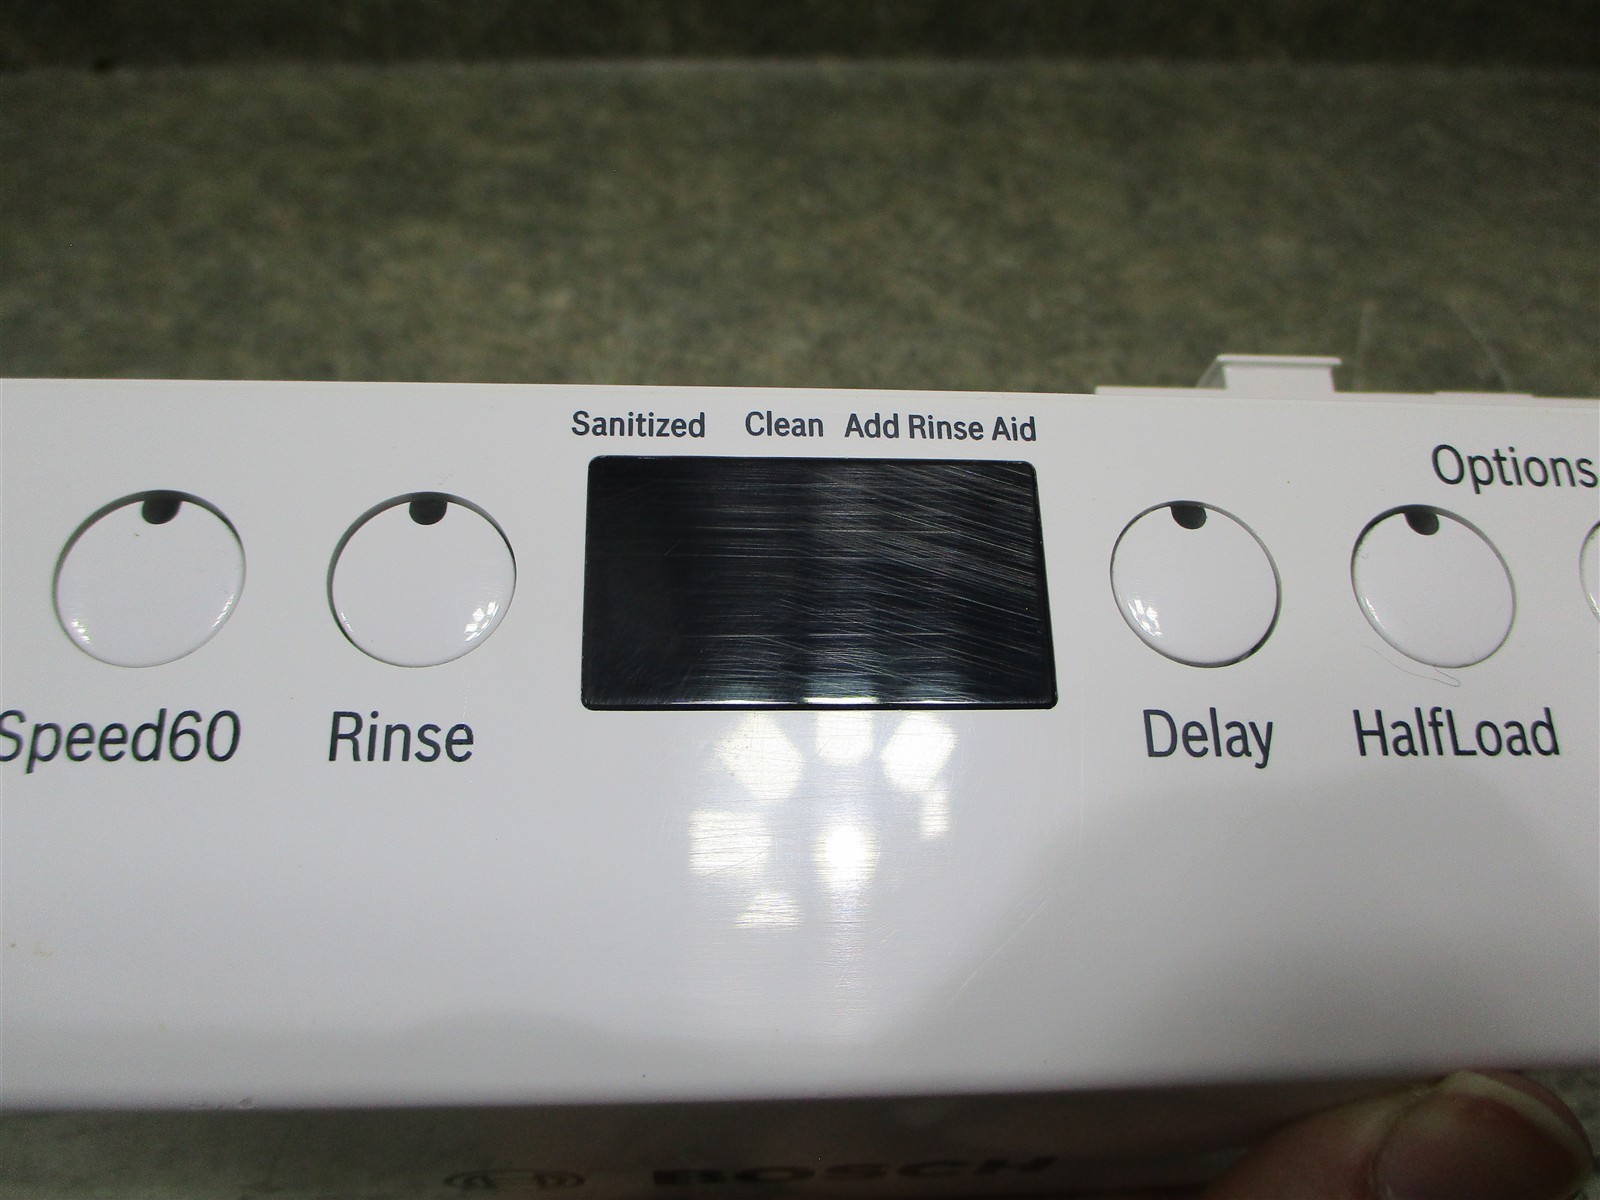 Sanitized Clean Add Rinse Aid
Options
Speed60 Rinse Delay HalfLoad
BOSCH